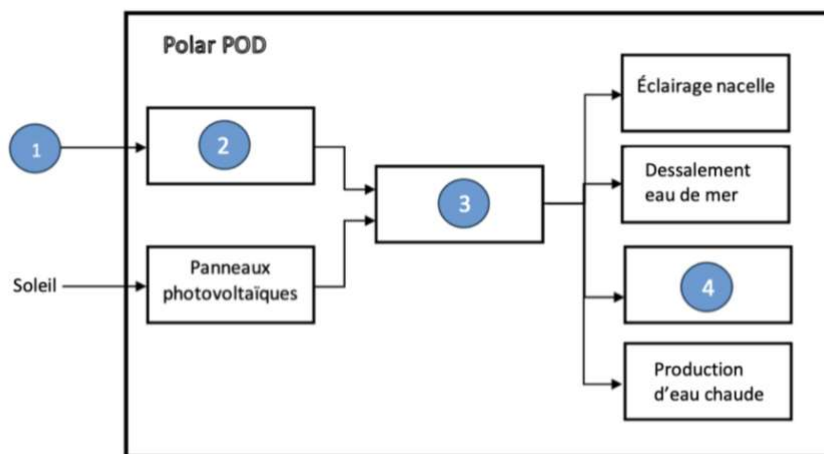 Polar POD
Éclairage nacelle
1
2
Dessalement
eau de mer
3
Soleil
Panneaux
photovoltaïques
4
Production
d'eau chaude